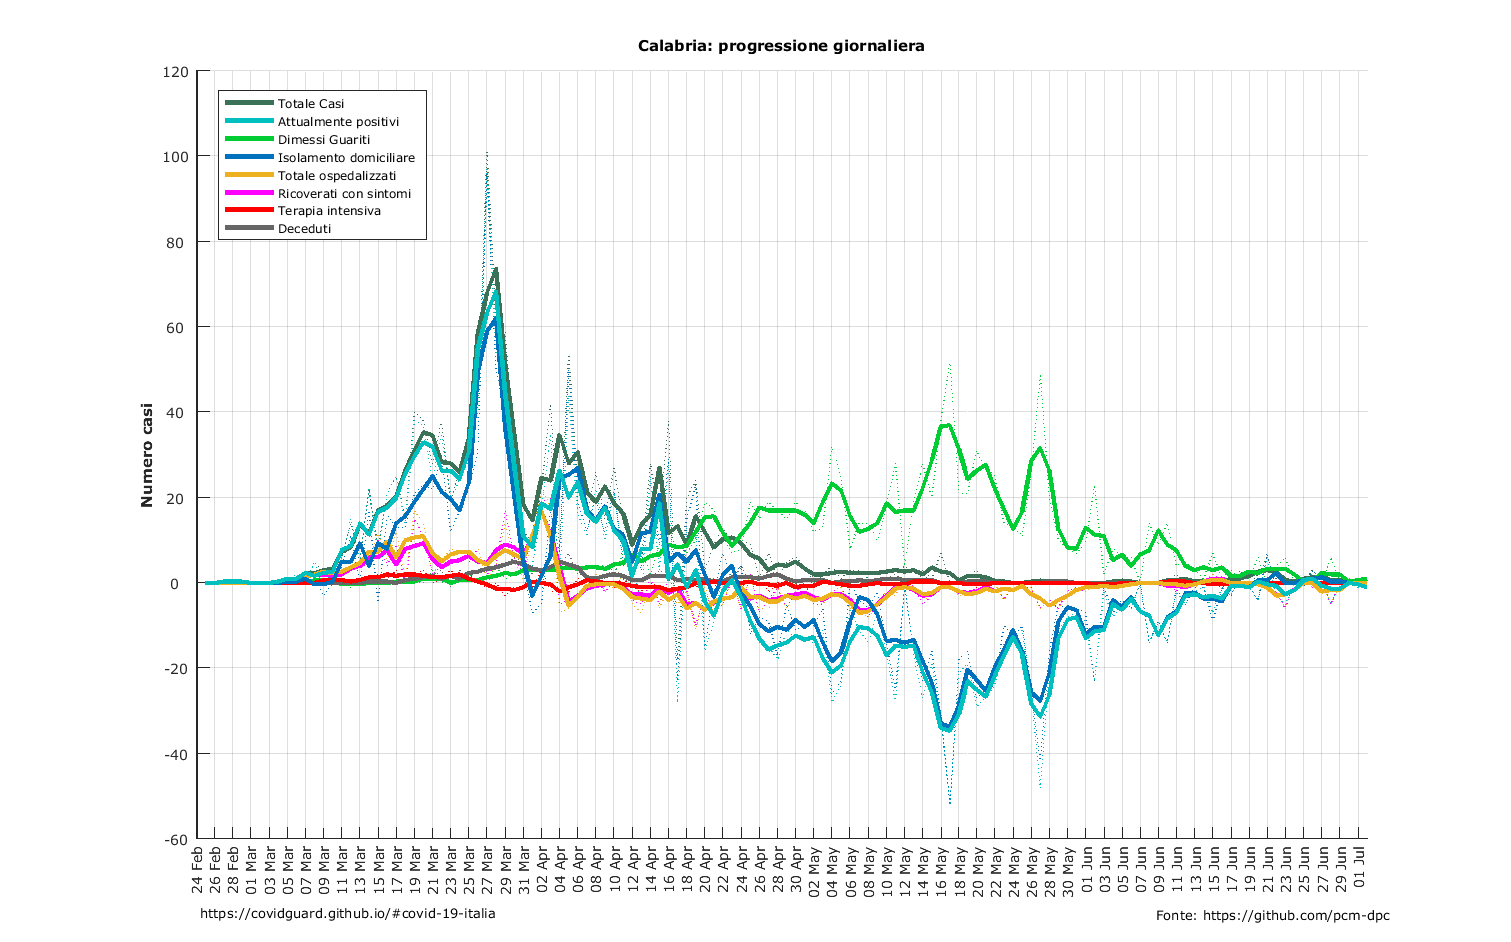 Calabria: progressione giornaliera
Numero casi
120
100
80
60
40
20
0
-20
-40
-60
Totale Casi
Attualmente positivi
Dimessi Guariti
Isolamento domiciliare
Totale ospedalizzati
Ricoverati con sintomi
Terapia intensiva
Deceduti
24 Feb
26 Feb
28 Feb
01 Mar
03 Mar
05 Mar
07 Mar
09 Mar
11 Mar
13 Mar
15 Mar
17 Mar
19 Mar
21 Mar
23 Mar
25 Mar
27 Mar
29 Mar
31 Mar
02 Apr
04 Apr
06 Apr
08 Apr
10 Apr
12 Apr
14 Apr
16 Apr
18 Apr
20 Apr
22 Apr
24 Apr
26 Apr
28 Apr
30 Apr
02 May
04 May
06 May
08 May
10 May
12 May
14 May
16 May
18 May
20 May
22 May
24 May
26 May
28 May
30 May
01 Jun
03 Jun
05 Jun
07 Jun
09 Jun
11 Jun
13 Jun
15 Jun
17 Jun
19 Jun
21 Jun
23 Jun
25 Jun
27 Jun
29 Jun
01 Jul
https://covidguard.github.io/#covid-19-italia
Fonte: https://github.com/pcm-dpc